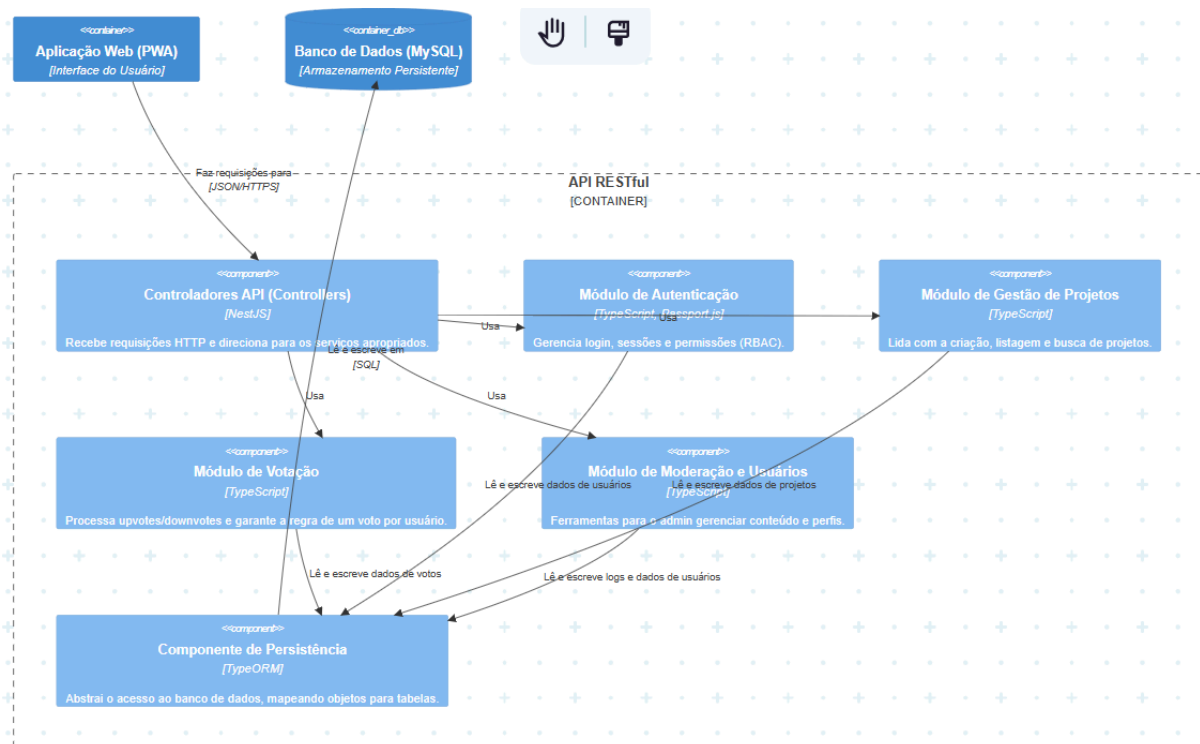 <<container>>
Aplicação Web (PWA)
[Interface do Usuário]
<<container_db>>
Banco de Dados (MySQL)
[Armazenamento Persistente]
Faz requisições para
[JSON/HTTPS]
API RESTful
[CONTAINER]
<<component>>
Controladores API (Controllers)
[NestJS]
Recebe requisições HTTP e direciona para os serviços apropriados.
<<component>>
Módulo de Autenticação
[TypeScript, Passport.js]
Gerencia login, sessões e permissões (RBAC).
<<component>>
Módulo de Gestão de Projetos
[TypeScript]
Lida com a criação, listagem e busca de projetos.
Usa
Usa
Lê e escreve em
[SQL]
Usa
Usa
<<component>>
Módulo de Votação
[TypeScript]
Processa upvotes/downvotes e garante a regra de um voto por usuário.
<<component>>
Módulo de Moderação e Usuários
[TypeScript]
Ferramentas para o admin gerenciar conteúdo e perfis.
Lê e escreve dados de usuários
Lê e escreve dados de projetos
Lê e escreve dados de votos
Lê e escreve logs e dados de usuários
<<component>>
Componente de Persistência
[TypeORM]
Abstrai o acesso ao banco de dados, mapeando objetos para tabelas.